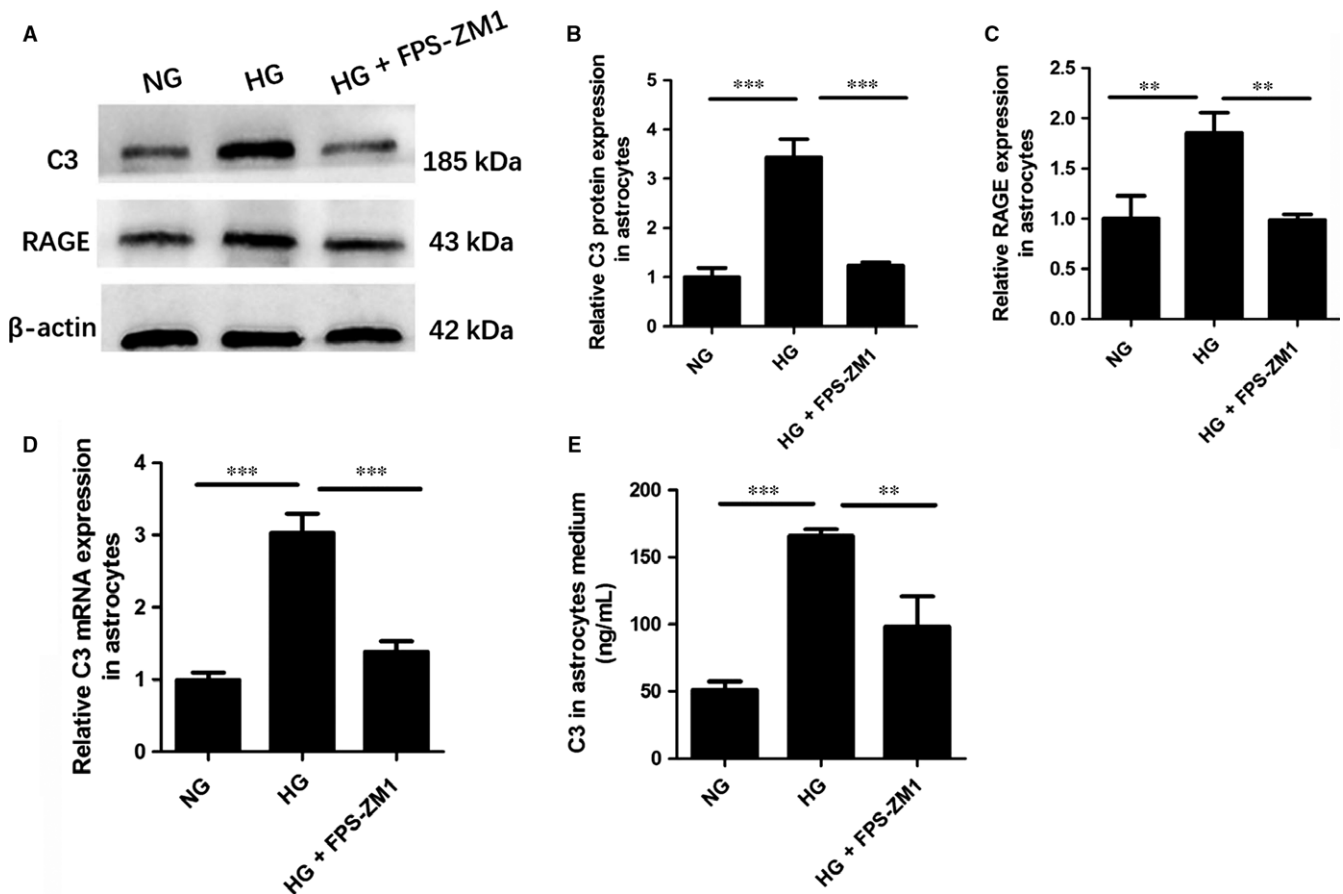 A
NG
HG
HG + FPS-ZM1
C3
185 kDa
RAGE
43 kDa
β-actin
42 kDa
B
Relative C3 protein expression
in astrocytes
5
4
3
2
1
0
***
***
NG
HG
HG + FPS-ZM1
C
Relative RAGE expression
in astrocytes
2.5
2.0
1.5
1.0
0.5
0.0
**
**
NG
HG
HG + FPS-ZM1
D
Relative C3 mRNA expression
in astrocytes
4
3
2
1
0
***
***
NG
HG
HG + FPS-ZM1
E
C3 in astrocytes medium
(ng/mL)
200
150
100
50
0
***
**
NG
HG
HG + FPS-ZM1